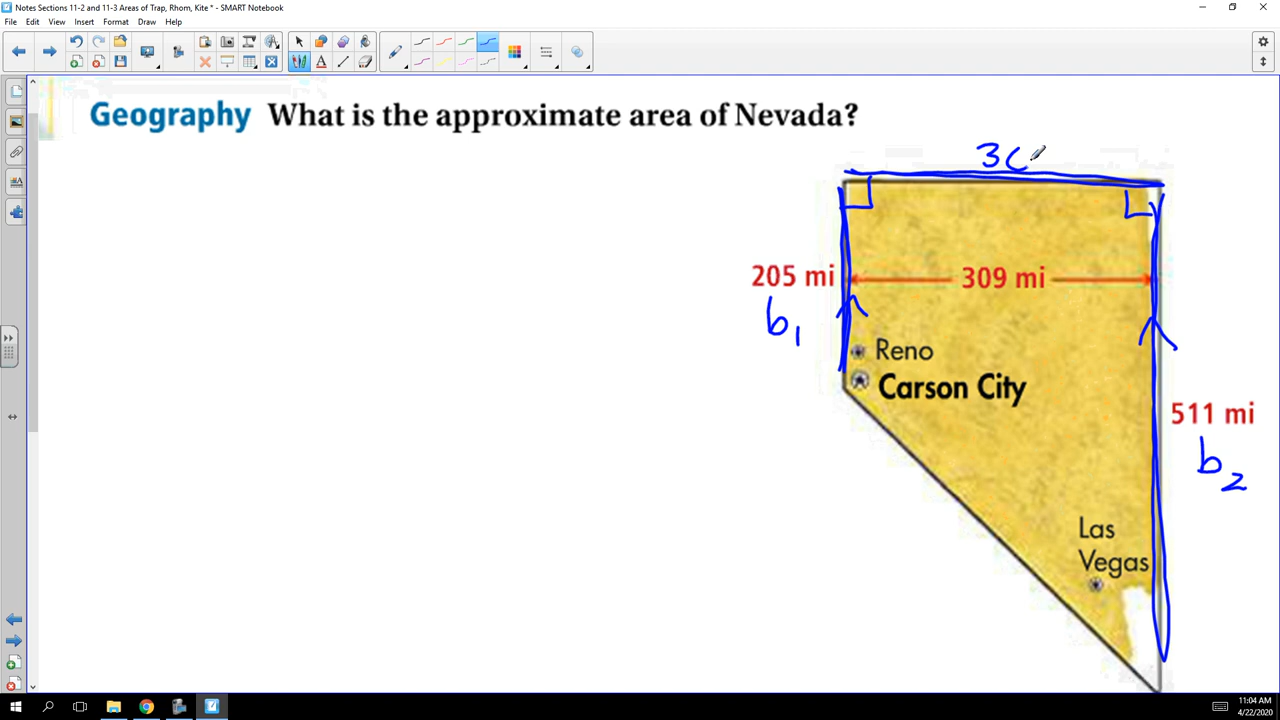 Notes Sections 11-2 and 11-3 Areas of Trap, Rhom, Kite * - SMART Notebook
File Edit View Insert Format Draw Help
Geography What is the approximate area of Nevada?
205 mi
309 mi
b1
Reno
Carson City
511 mi
b2
Las
Vegas
11:04 AM
4/22/2020